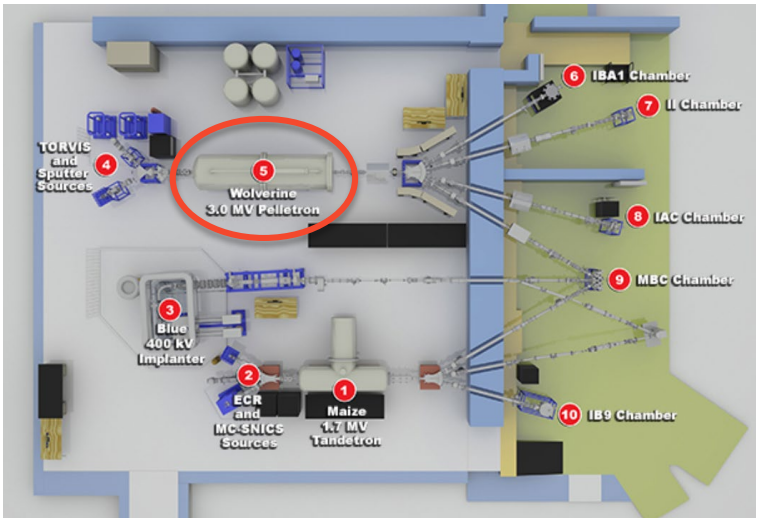 6
IBA1 Chamber
7
II Chamber
TORVIS
and
Sputter
Sources
4
5
Wolverine
3.0 MV Pelletron
8
IAC Chamber
9
MBC Chamber
3
Blue
400 kV
Implanter
2
ECR
and
MC-SNICS
Sources
1
Maize
1.7 MV
Tandetron
10
IB9 Chamber